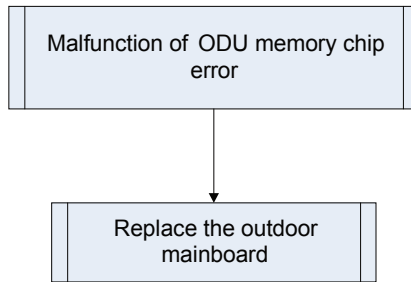 Malfunction of ODU memory chip
error
Replace the outdoor
mainboard